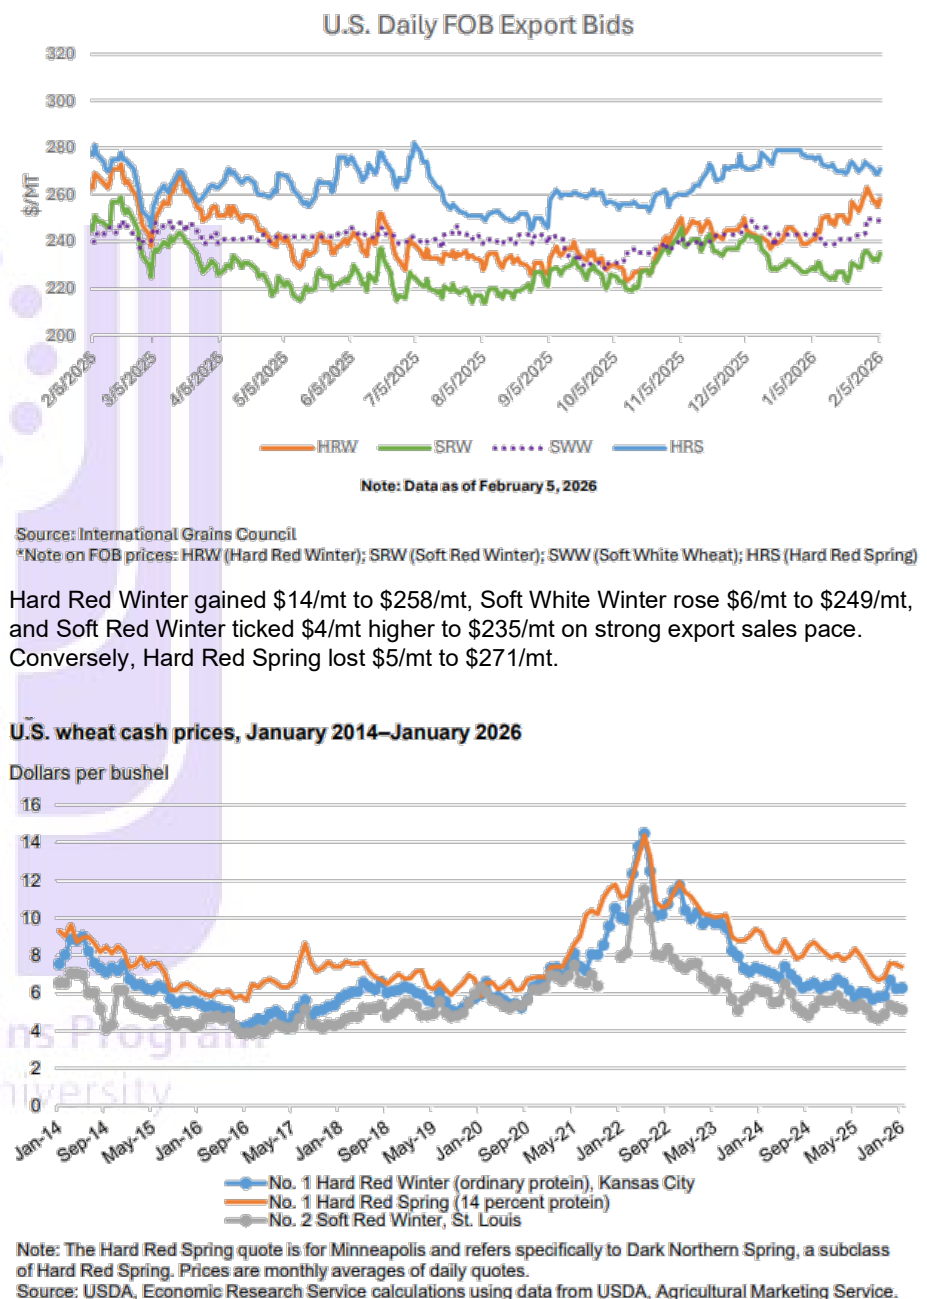 U.S. Daily FOB Export Bids
320
300
280
260
240
220
200
$/MT
2/5/2025
3/5/2025
4/5/2025
5/5/2025
6/5/2025
7/5/2025
8/5/2025
9/5/2025
10/5/2025
11/5/2025
12/5/2025
1/5/2026
2/5/2026
HRW SRW SWW HRS
Note: Data as of February 5, 2026
Source: International Grains Council
*Note on FOB prices: HRW (Hard Red Winter); SRW (Soft Red Winter); SWW (Soft White Wheat); HRS (Hard Red Spring)
Hard Red Winter gained $14/mt to $258/mt, Soft White Winter rose $6/mt to $249/mt,
and Soft Red Winter ticked $4/mt higher to $235/mt on strong export sales pace.
Conversely, Hard Red Spring lost $5/mt to $271/mt.
U.S. wheat cash prices, January 2014–January 2026
Dollars per bushel
16
14
12
10
8
6
4
2
0
ns Program
niversity
Jan-14
Sep-14
May-15
Jan-16
Sep-16
May-17
Jan-18
Sep-18
May-19
Jan-20
Sep-20
May-21
Jan-22
Sep-22
May-23
Jan-24
Sep-24
May-25
Jan-26
No. 1 Hard Red Winter (ordinary protein), Kansas City
No. 1 Hard Red Spring (14 percent protein)
No. 2 Soft Red Winter, St. Louis
Note: The Hard Red Spring quote is for Minneapolis and refers specifically to Dark Northern Spring, a subclass
of Hard Red Spring. Prices are monthly averages of daily quotes.
Source: USDA, Economic Research Service calculations using data from USDA, Agricultural Marketing Service.